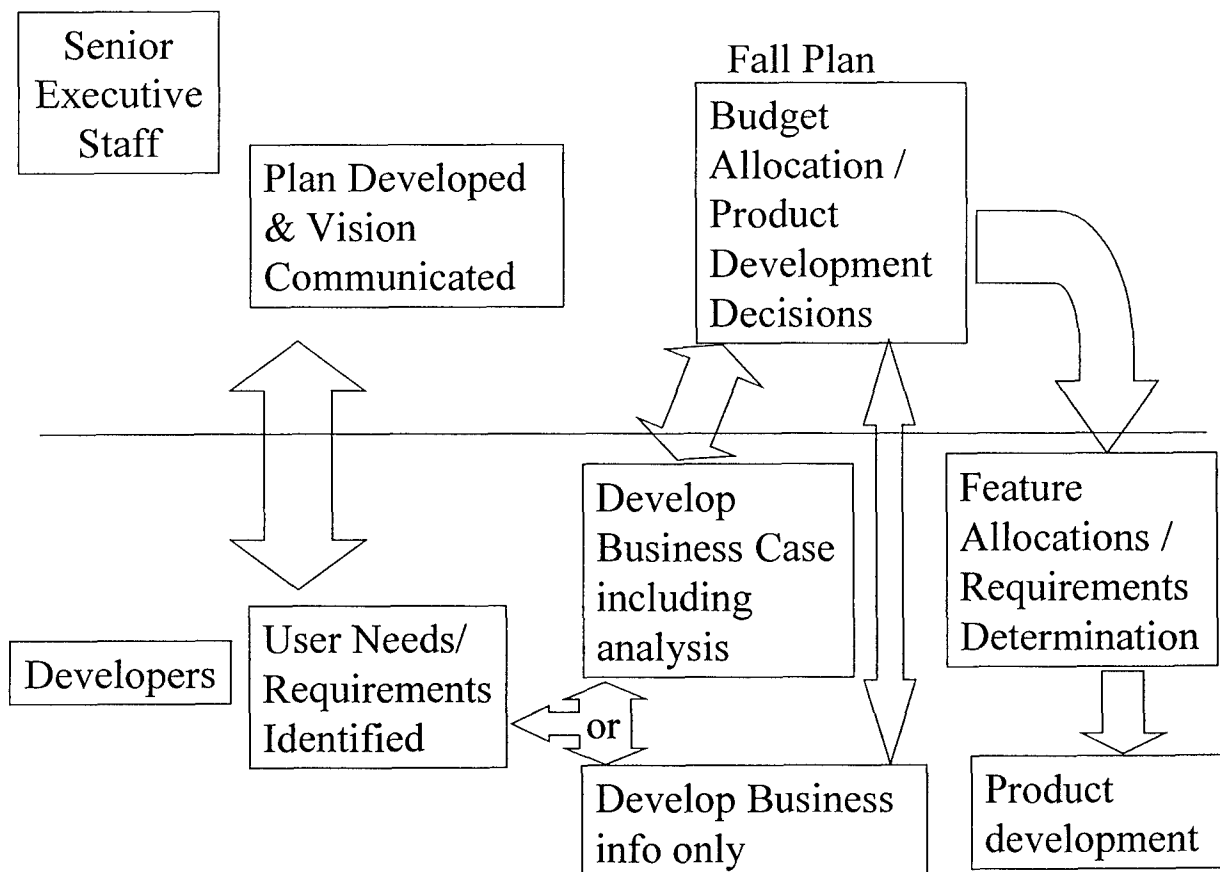 Senior
Executive
Staff
Plan Developed
& Vision
Communicated
Fall Plan
Budget
Allocation /
Product
Development
Decisions
Develop
Business Case
including
analysis
Feature
Allocations /
Requirements
Determination
Developers
User Needs/
Requirements
Identified
or
Develop Business
info only
Product
development